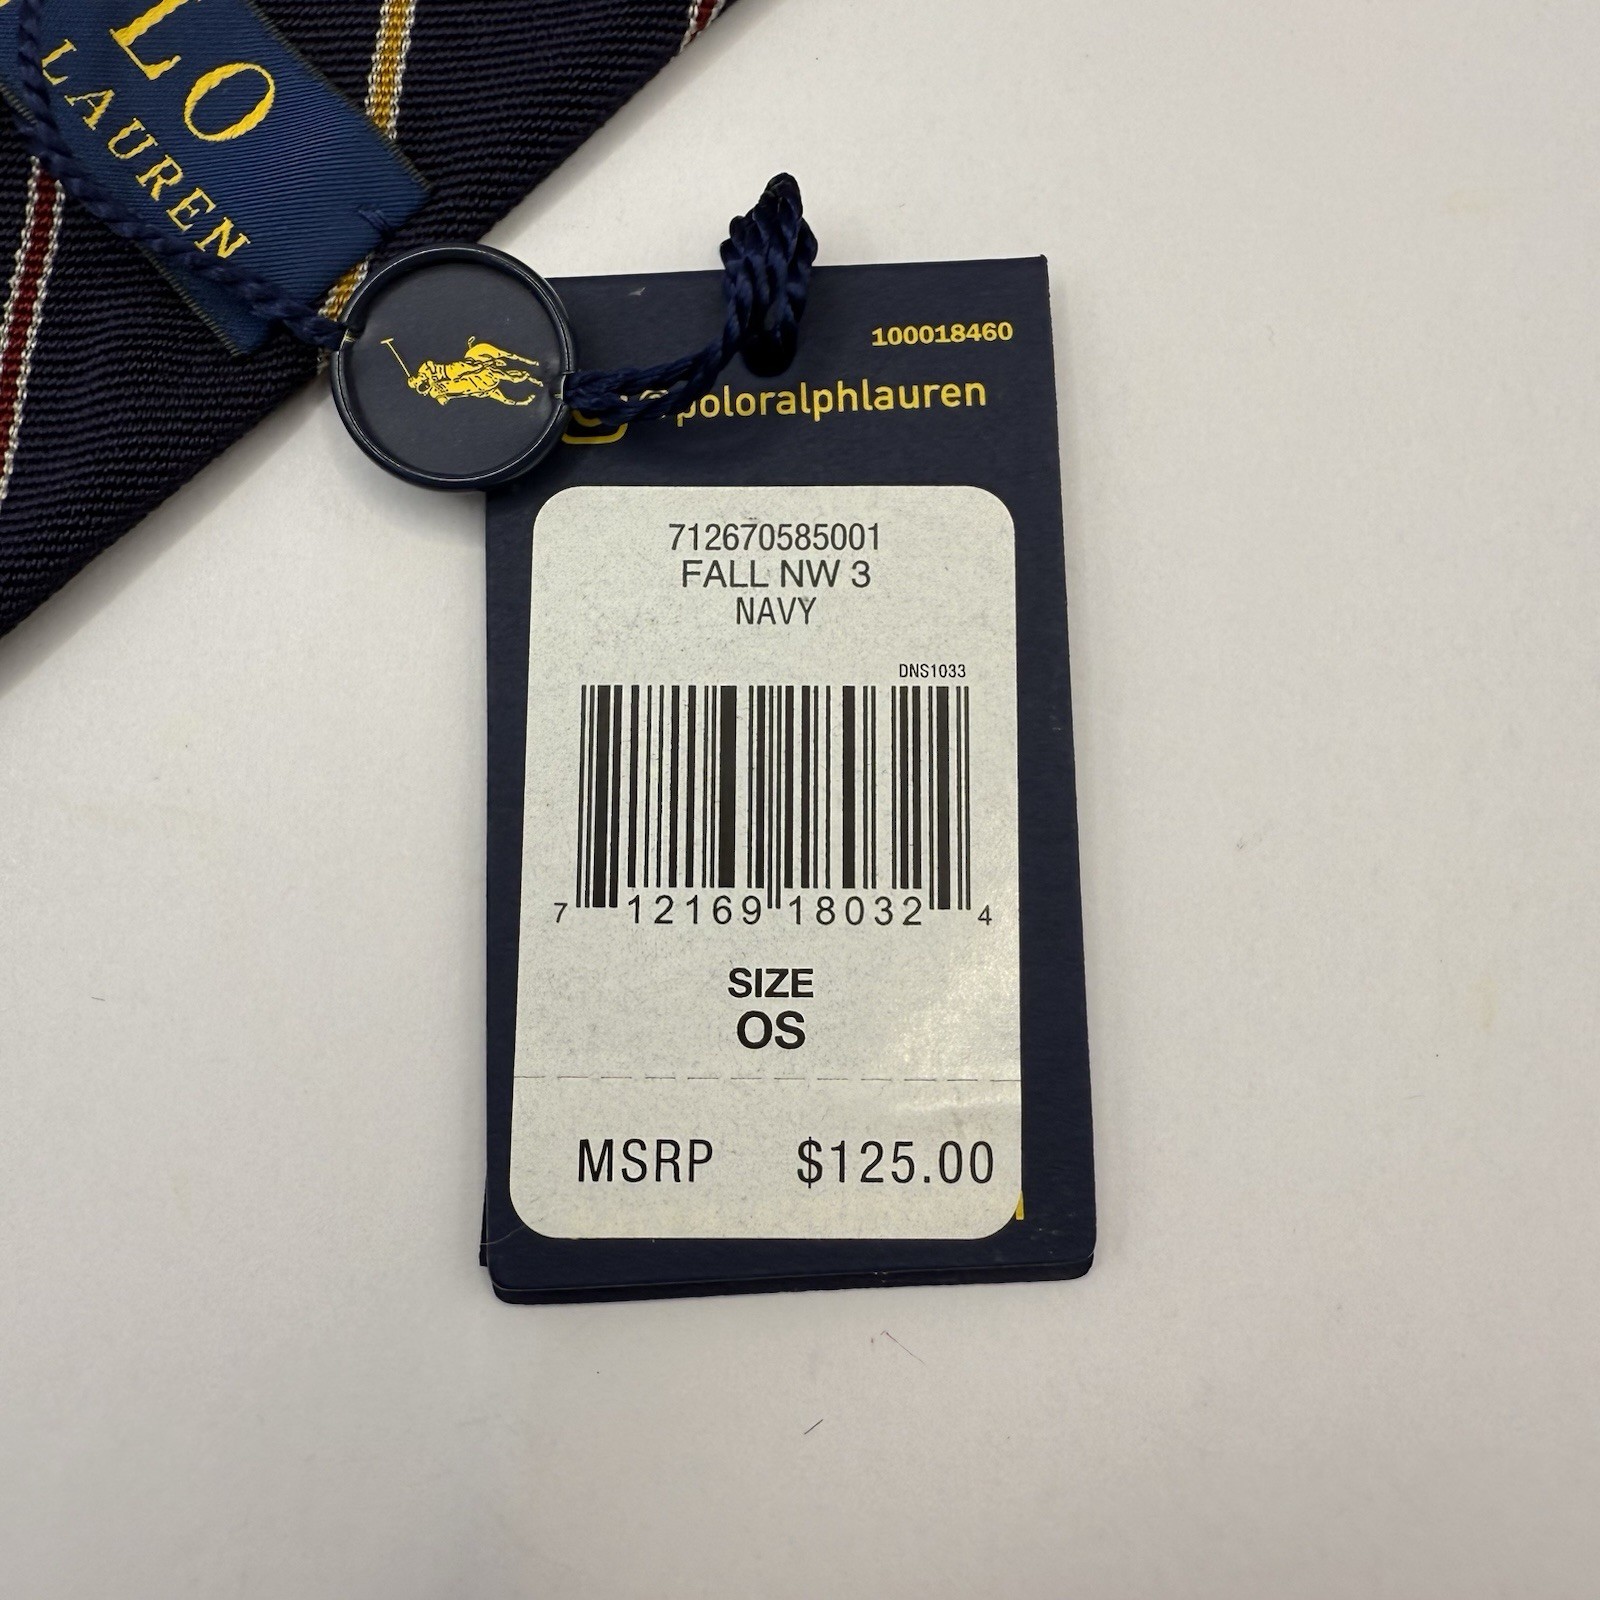 LO
LAUREN
100018460
@poloralphlauren
712670585001
FALL NW 3
NAVY
DNS1033
7 12169 18032 4
SIZE
OS
MSRP $125.00